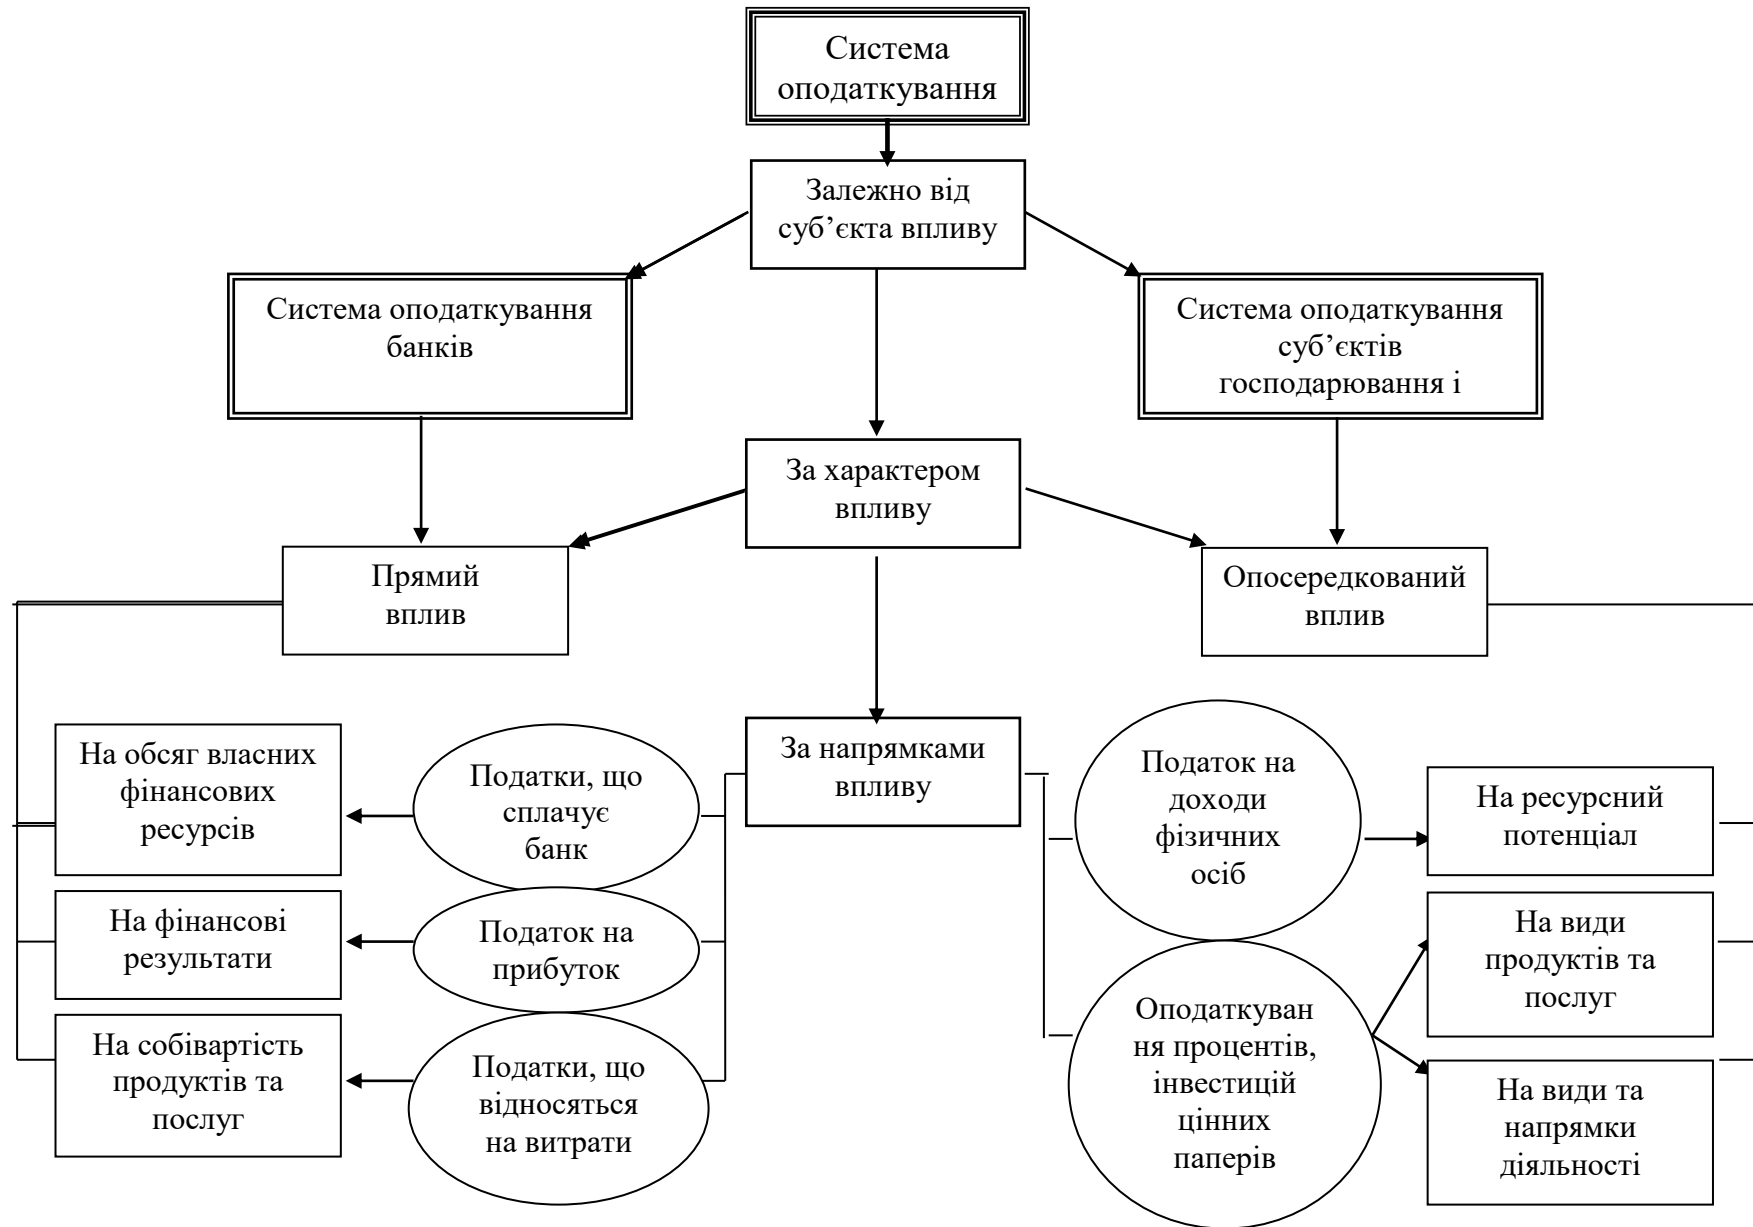 Система
оподаткування
Залежно від
суб’єкта впливу
Система оподаткування
банків
Система оподаткування
суб’єктів
господарювання і
За характером
впливу
Прямий
вплив
Опосередкований
вплив
За напрямками
впливу
На обсяг власних
фінансових
ресурсів
Податки, що
сплачує
банк
Податок на
доходи
фізичних
осіб
На ресурсний
потенціал
На фінансові
результати
Податок на
прибуток
На види
продуктів та
послуг
На собівартість
продуктів та
послуг
Податки, що
відносяться
на витрати
Оподаткуван
ня процентів,
інвестицій
цінних
паперів
На види та
напрямки
діяльності